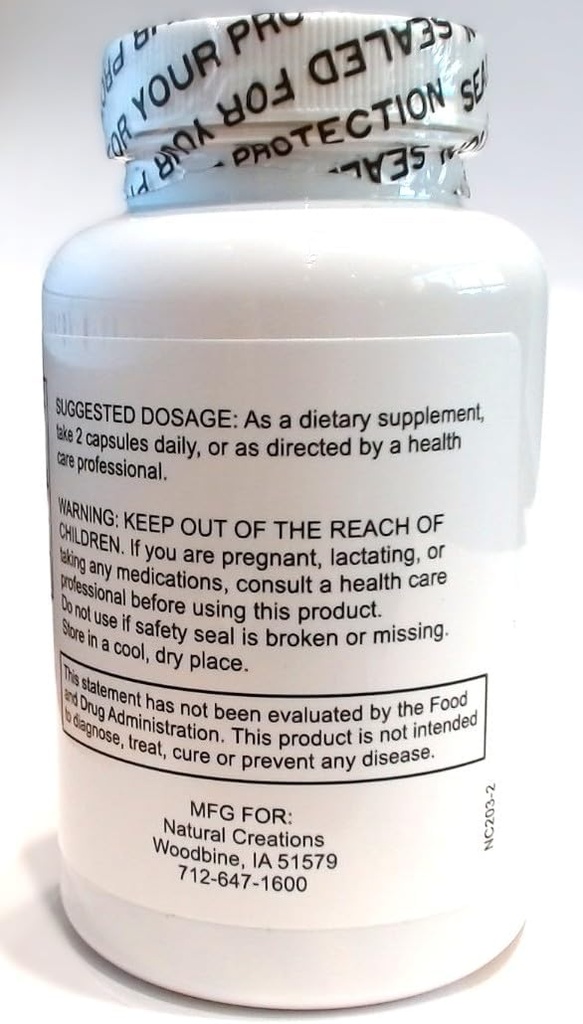 OR YOUR PRO
SEALED FOR YOUR
PROTECTION SEA
SEAL
SUGGESTED DOSAGE: As a dietary supplement,
take 2 capsules daily, or as directed by a health
care professional.
WARNING: KEEP OUT OF THE REACH OF
CHILDREN. If you are pregnant, lactating, or
taking any medications, consult a health care
professional before using this product.
Do not use if safety seal is broken or missing.
Store in a cool, dry place.
This statement has not been evaluated by the Food
and Drug Administration. This product is not intended
to diagnose, treat, cure or prevent any disease.
MFG FOR:
Natural Creations
Woodbine, IA 51579
712-647-1600
NC203-2